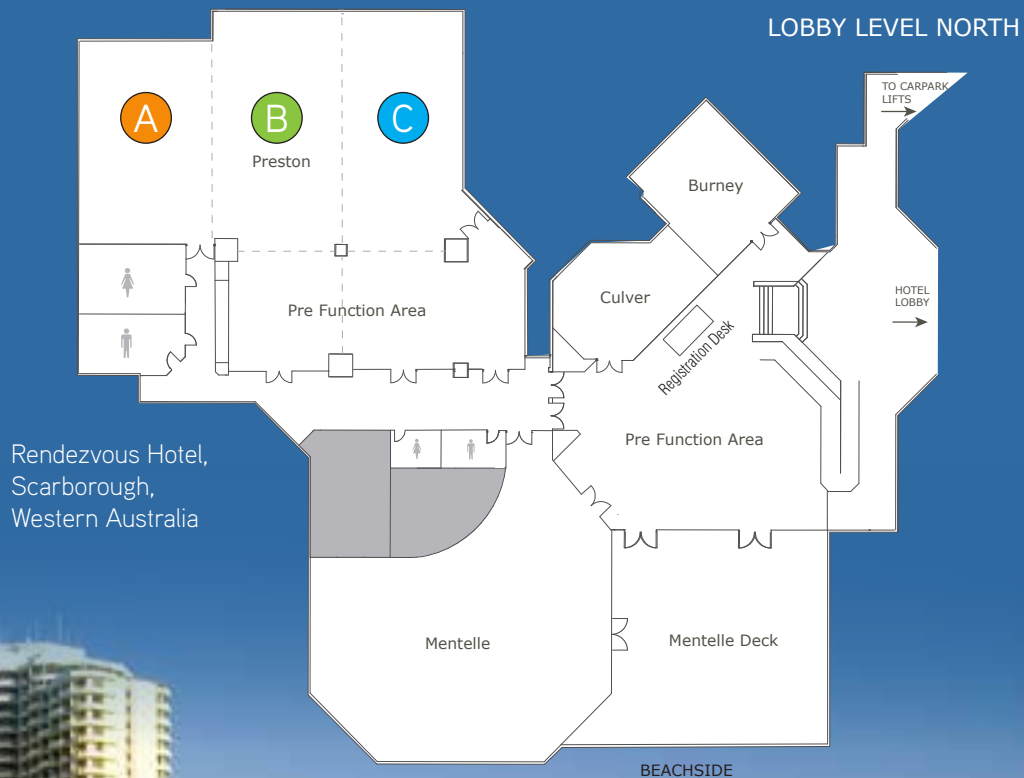 LOBBY LEVEL NORTH
TO CARPARK
LIFTS
A
B
C
Preston
Burney
Culver
HOTEL
LOBBY
Pre Function Area
Registration Desk
Pre Function Area
Rendezvous Hotel,
Scarborough,
Western Australia
Mentelle
Mentelle Deck
BEACHSIDE